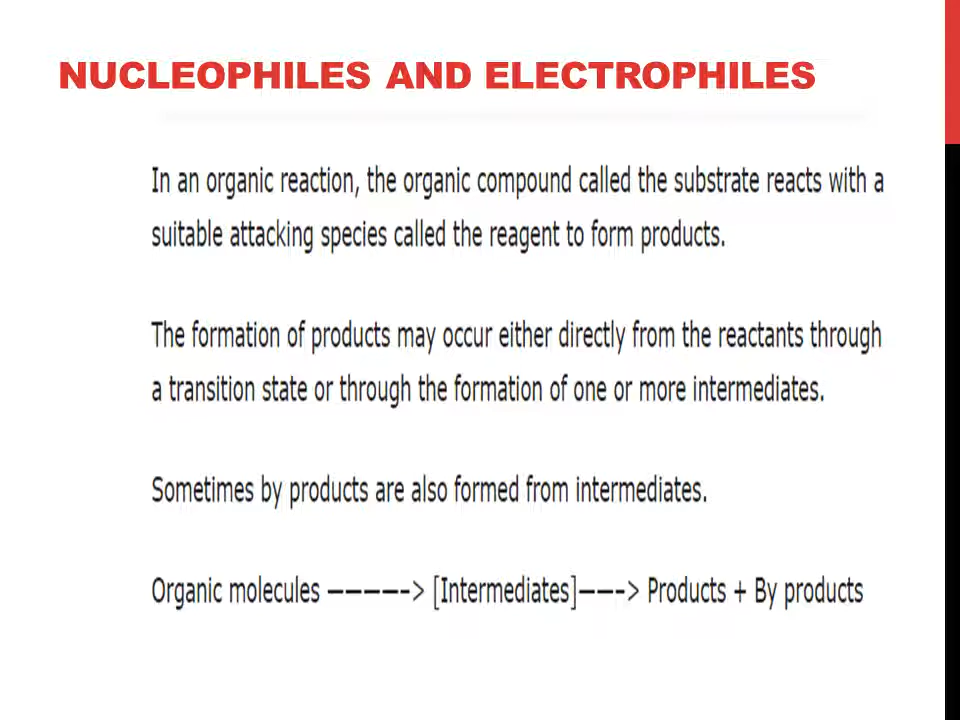 NUCLEOPHILES AND ELECTROPHILES
In an organic reaction, the organic compound called the substrate reacts with a
suitable attacking species called the reagent to form products.
The formation of products may occur either directly from the reactants through
a transition state or through the formation of one or more intermediates.
Sometimes by products are also formed from intermediates.
Organic molecules −−−−−> [Intermediates]−−−> Products + By products